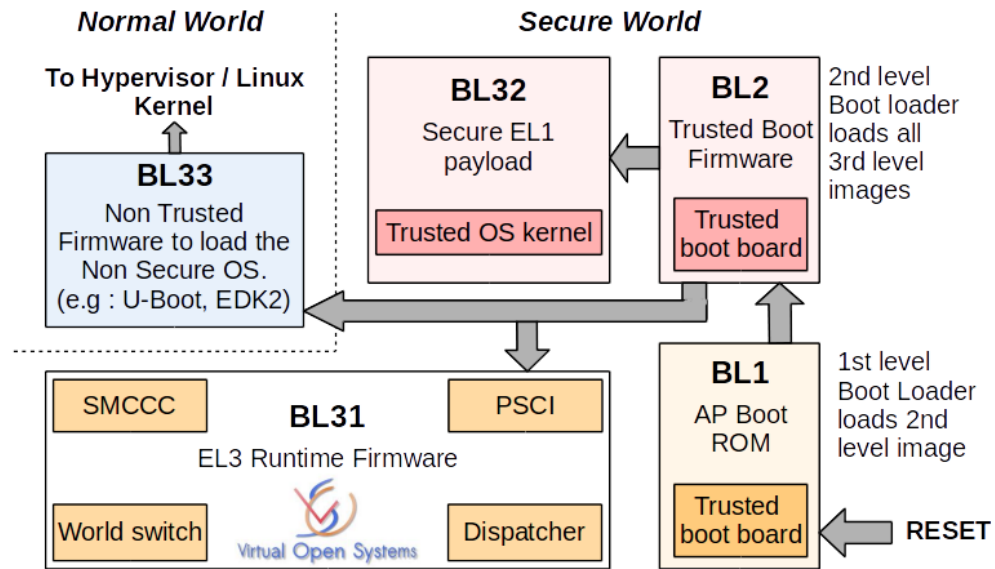 Normal World
Secure World
To Hypervisor / Linux
Kernel
BL33
Non Trusted
Firmware to load the
Non Secure OS.
(e.g : U-Boot, EDK2)
BL32
Secure EL1
payload
Trusted OS kernel
BL2
Trusted Boot
Firmware
Trusted
boot board
2nd level
Boot loader
loads all
3rd level
images
SMCCC
PSCI
BL31
EL3 Runtime Firmware
World switch
Dispatcher
Virtual Open Systems
BL1
AP Boot
ROM
Trusted
boot board
1st level
Boot Loader
loads 2nd
level image
RESET